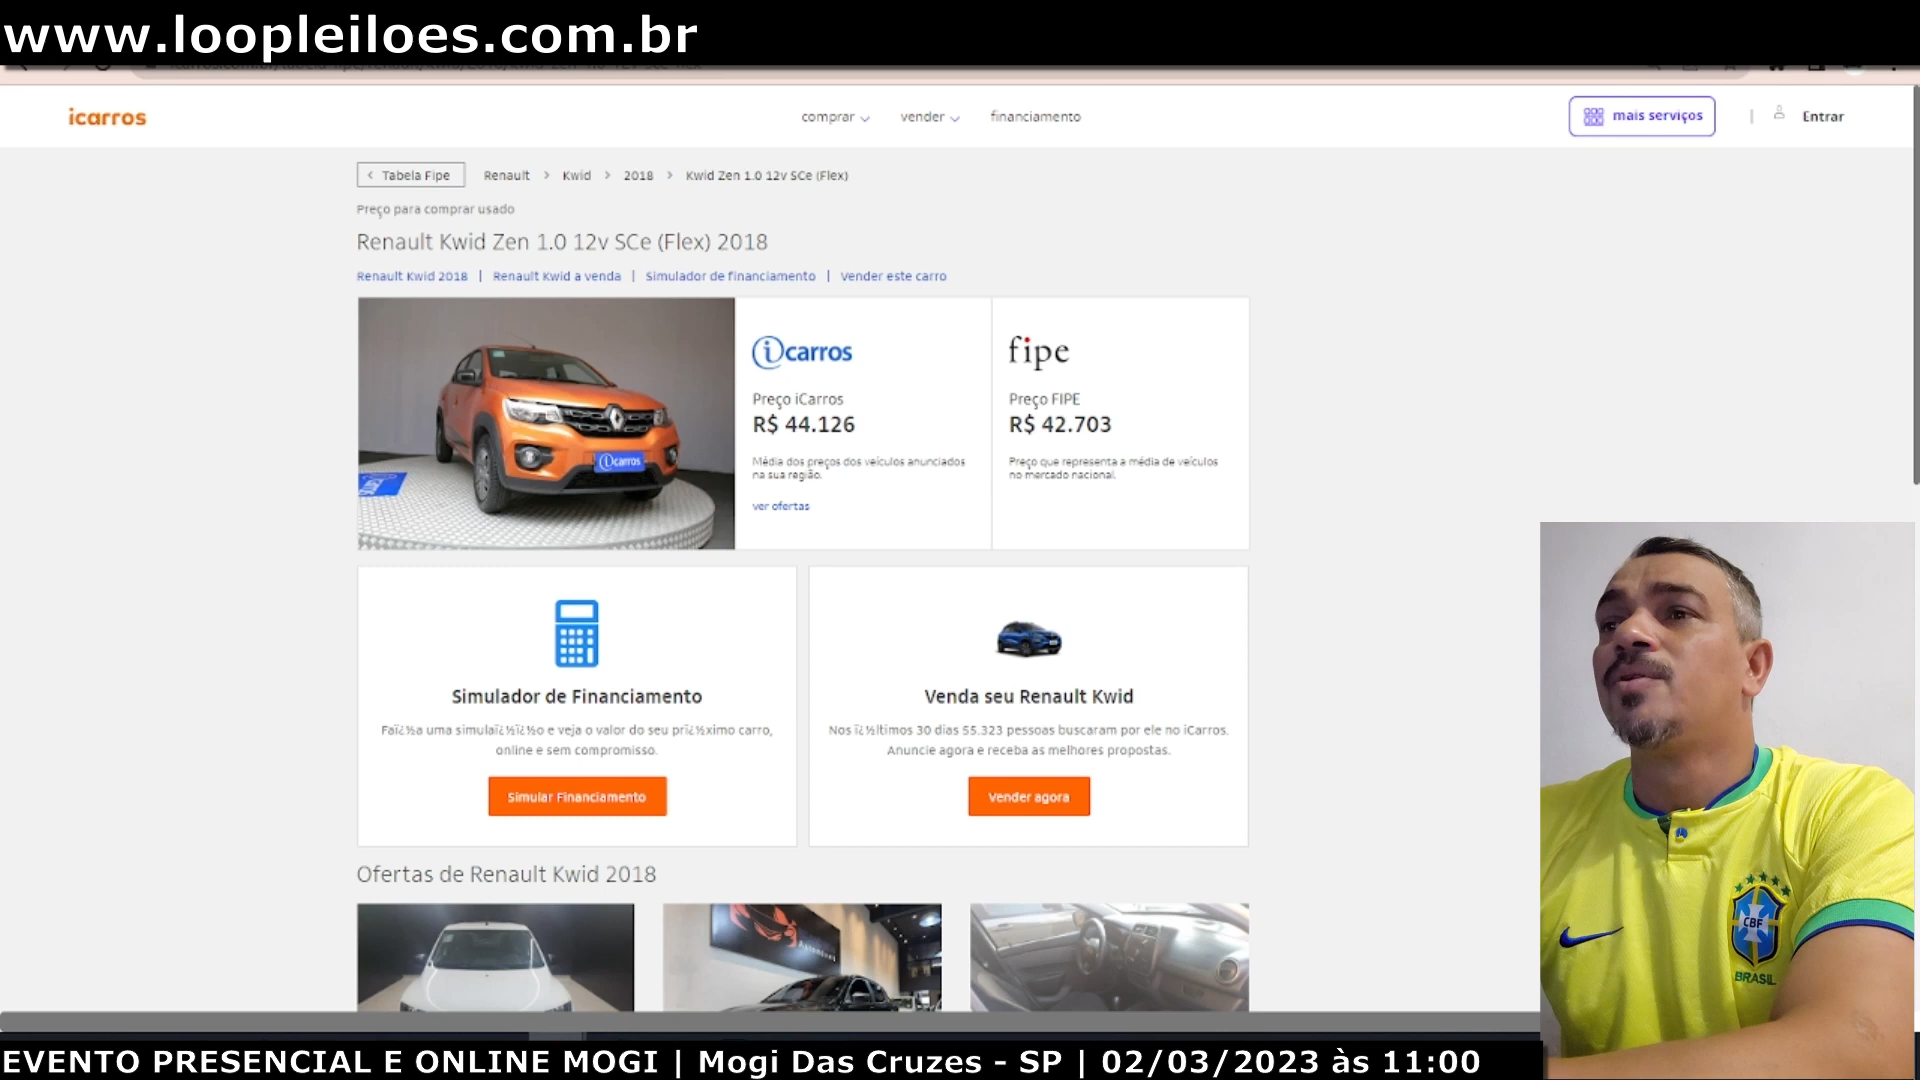 www.loopleiloes.com.br
icarros
comprar
vender
financiamento
mais serviços
|
Entrar
Tabela Fipe
Renault > Kwid > 2018 > Kwid Zen 1.0 12v SCe (Flex)
Preço para comprar usado
Renault Kwid Zen 1.0 12v SCe (Flex) 2018
Renault Kwid 2018 | Renault Kwid a venda | Simulador de financiamento | Vender este carro
icarros
icarros
Preço iCarros
R$ 44.126
Média dos preços dos veículos anunciados
na sua região.
ver ofertas
fipe
Preço FIPE
R$ 42.703
Preço que representa a média de veículos
no mercado nacional.
Simulador de Financiamento
Faï¿½a uma simulaï¿½ï¿½o e veja o valor do seu prï¿½ximo carro,
online e sem compromisso.
Simular Financiamento
Venda seu Renault Kwid
Nos ï¿½ltimos 30 dias 55.323 pessoas buscaram por ele no iCarros.
Anuncie agora e receba as melhores propostas.
Vender agora
Ofertas de Renault Kwid 2018
CBF
BRASIL
EVENTO PRESENCIAL E ONLINE MOGI | Mogi Das Cruzes - SP | 02/03/2023 às 11:00